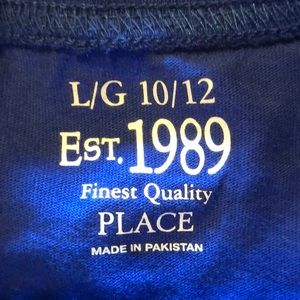 L/G 10/12
EST. 1989
Finest Quality
PLACE
MADE IN PAKISTAN